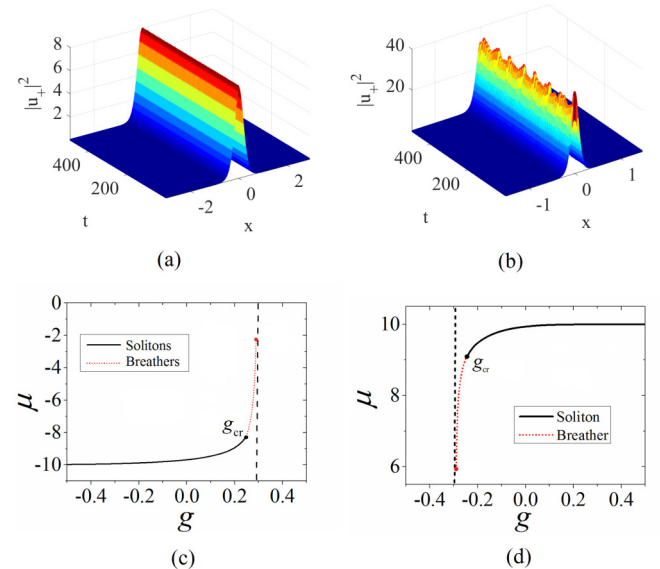 8
6
4
2
|u₊|²
400
200
t
-2
0
2
x
(a)
40
20
|u₊|²
400
200
t
-1
0
1
x
(b)
0
-2
-4
-6
-8
-10
μ
Solitons
Breathers
g_cr
-0.4 -0.2 0.0 0.2 0.4
g
(c)
10
8
6
μ
g_cr
Soliton
Breather
-0.4 -0.2 0.0 0.2 0.4
g
(d)